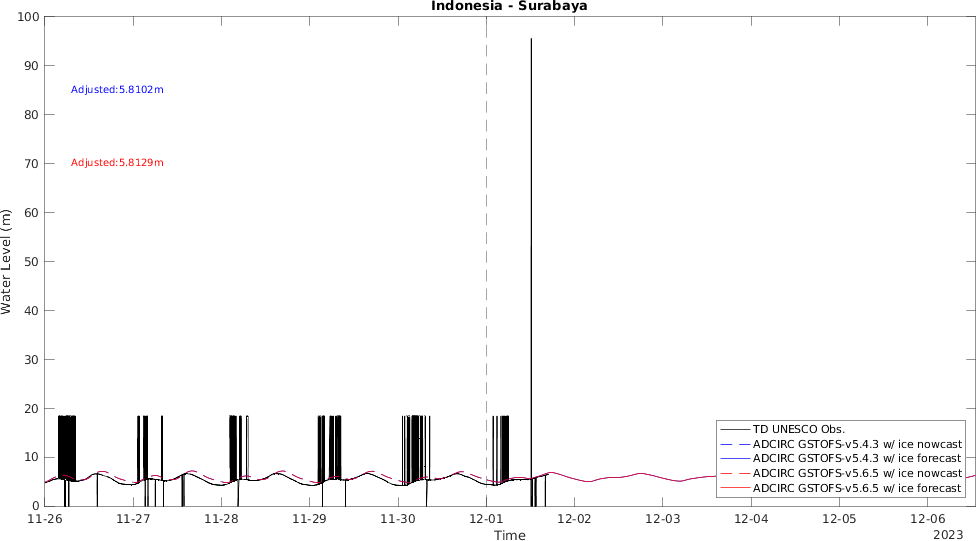 Indonesia - Surabaya
100
90
80
70
60
50
40
30
20
10
0
Water Level (m)
Adjusted:5.8102m
Adjusted:5.8129m
TD UNESCO Obs.
ADCIRC GSTOFS-v5.4.3 w/ ice nowcast
ADCIRC GSTOFS-v5.4.3 w/ ice forecast
ADCIRC GSTOFS-v5.6.5 w/ ice nowcast
ADCIRC GSTOFS-v5.6.5 w/ ice forecast
11-26 11-27 11-28 11-29 11-30 12-01 12-02 12-03 12-04 12-05 12-06
Time
2023